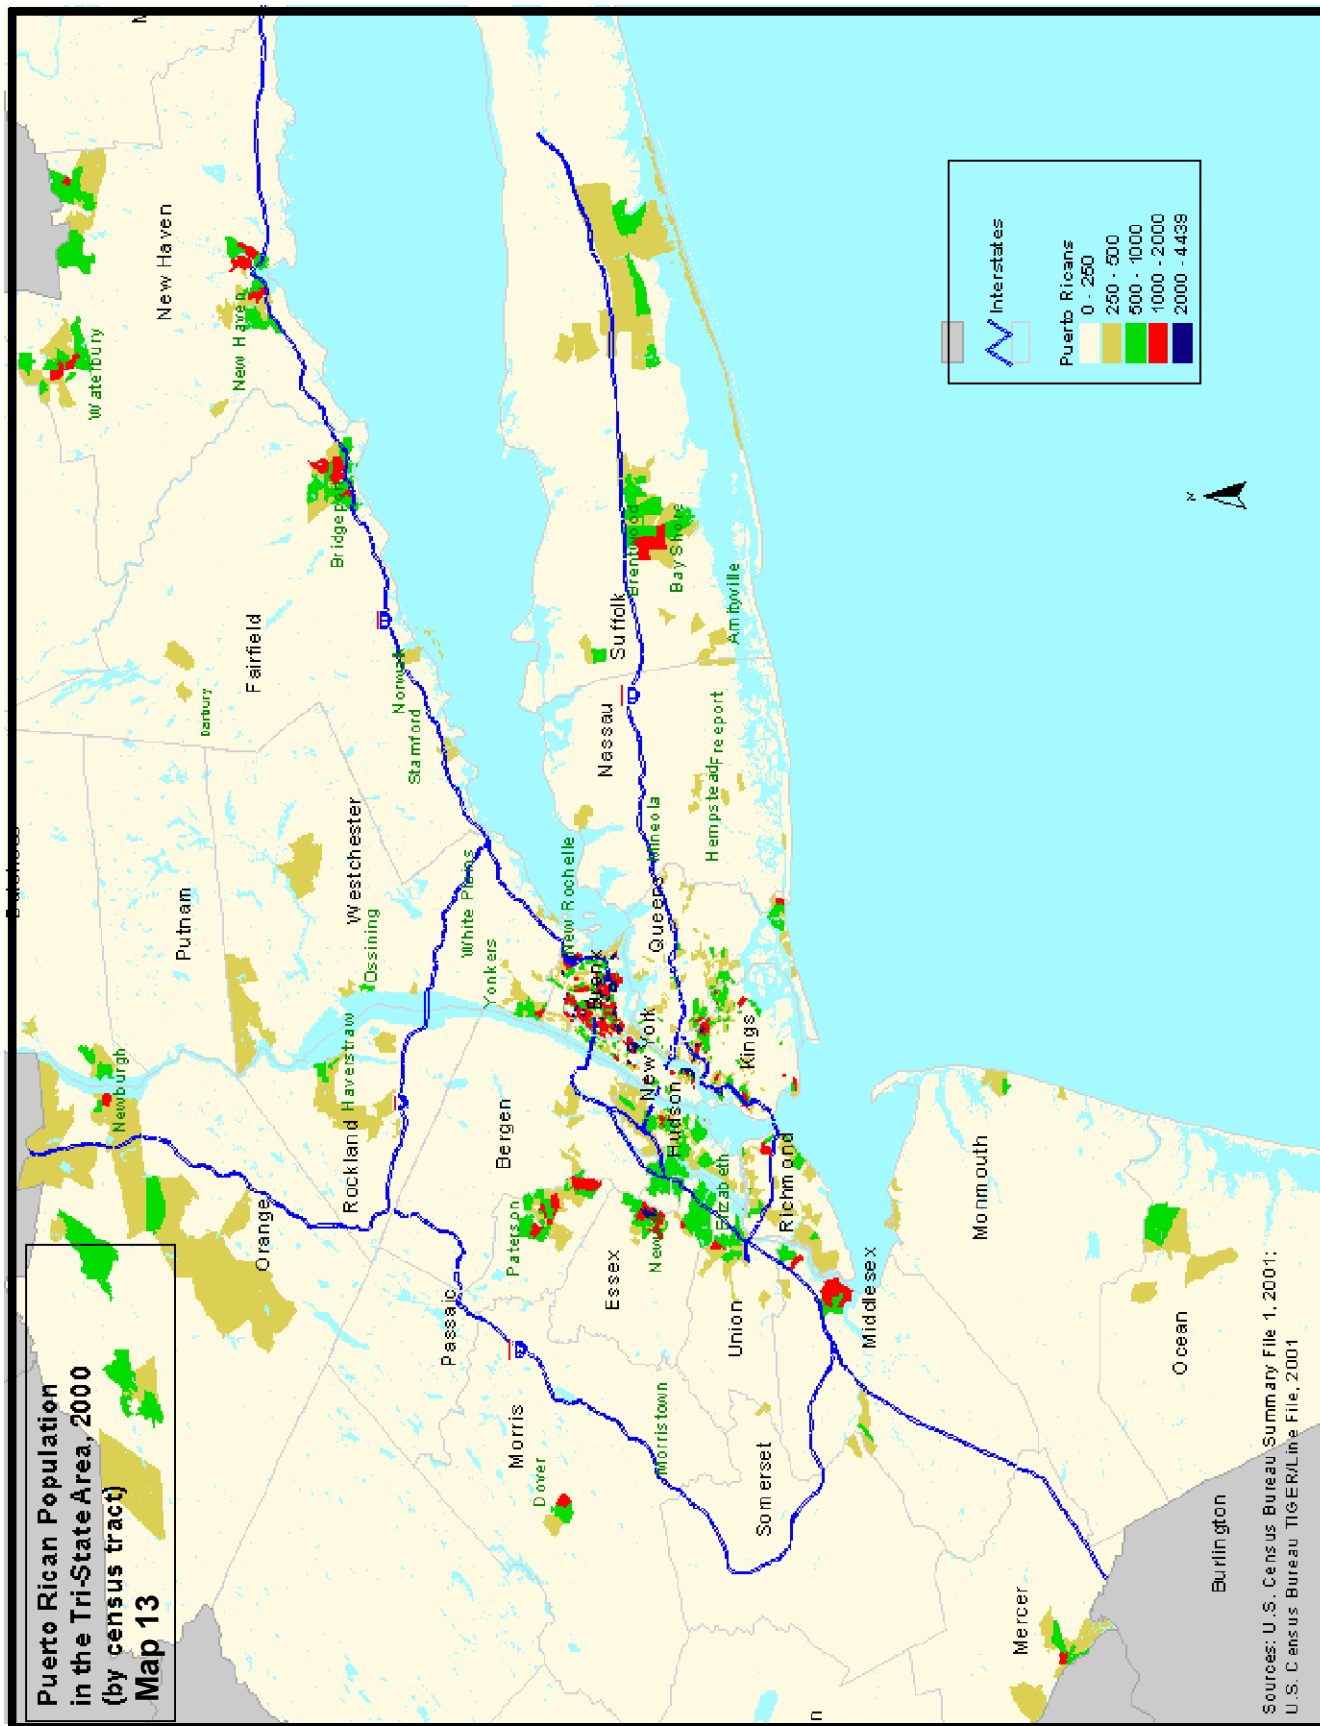 Puerto Rican Population
in the Tri-State Area, 2000
(by census tract)
Map 13
New Haven
Waterbury
New Haven
Fairfield
Danbury
Norwalk
Stamford
Putnam
Westchester
Ossining
White Plains
Yonkers
New Rochelle
Newburgh
Haverstraw
Rockland
Orange
Bergen
Bronx
Queens
Mineola
Nassau
Hempstead
Freeport
Suffolk
Brentwood
Bay Shore
Amityville
New York
Kings
Hudson
Richmond
Elizabeth
Paterson
Essex
Passaic
Morris
Dover
Morristown
Union
Somerset
Middlesex
Monmouth
Ocean
Mercer
Burlington
N
Interstates
Puerto Ricans
0 - 250
250 - 500
500 - 1000
1000 - 2000
2000 - 4439
Sources: U.S. Census Bureau Summary File 1, 2001;
U.S. Census Bureau TIGER/Line File, 2001